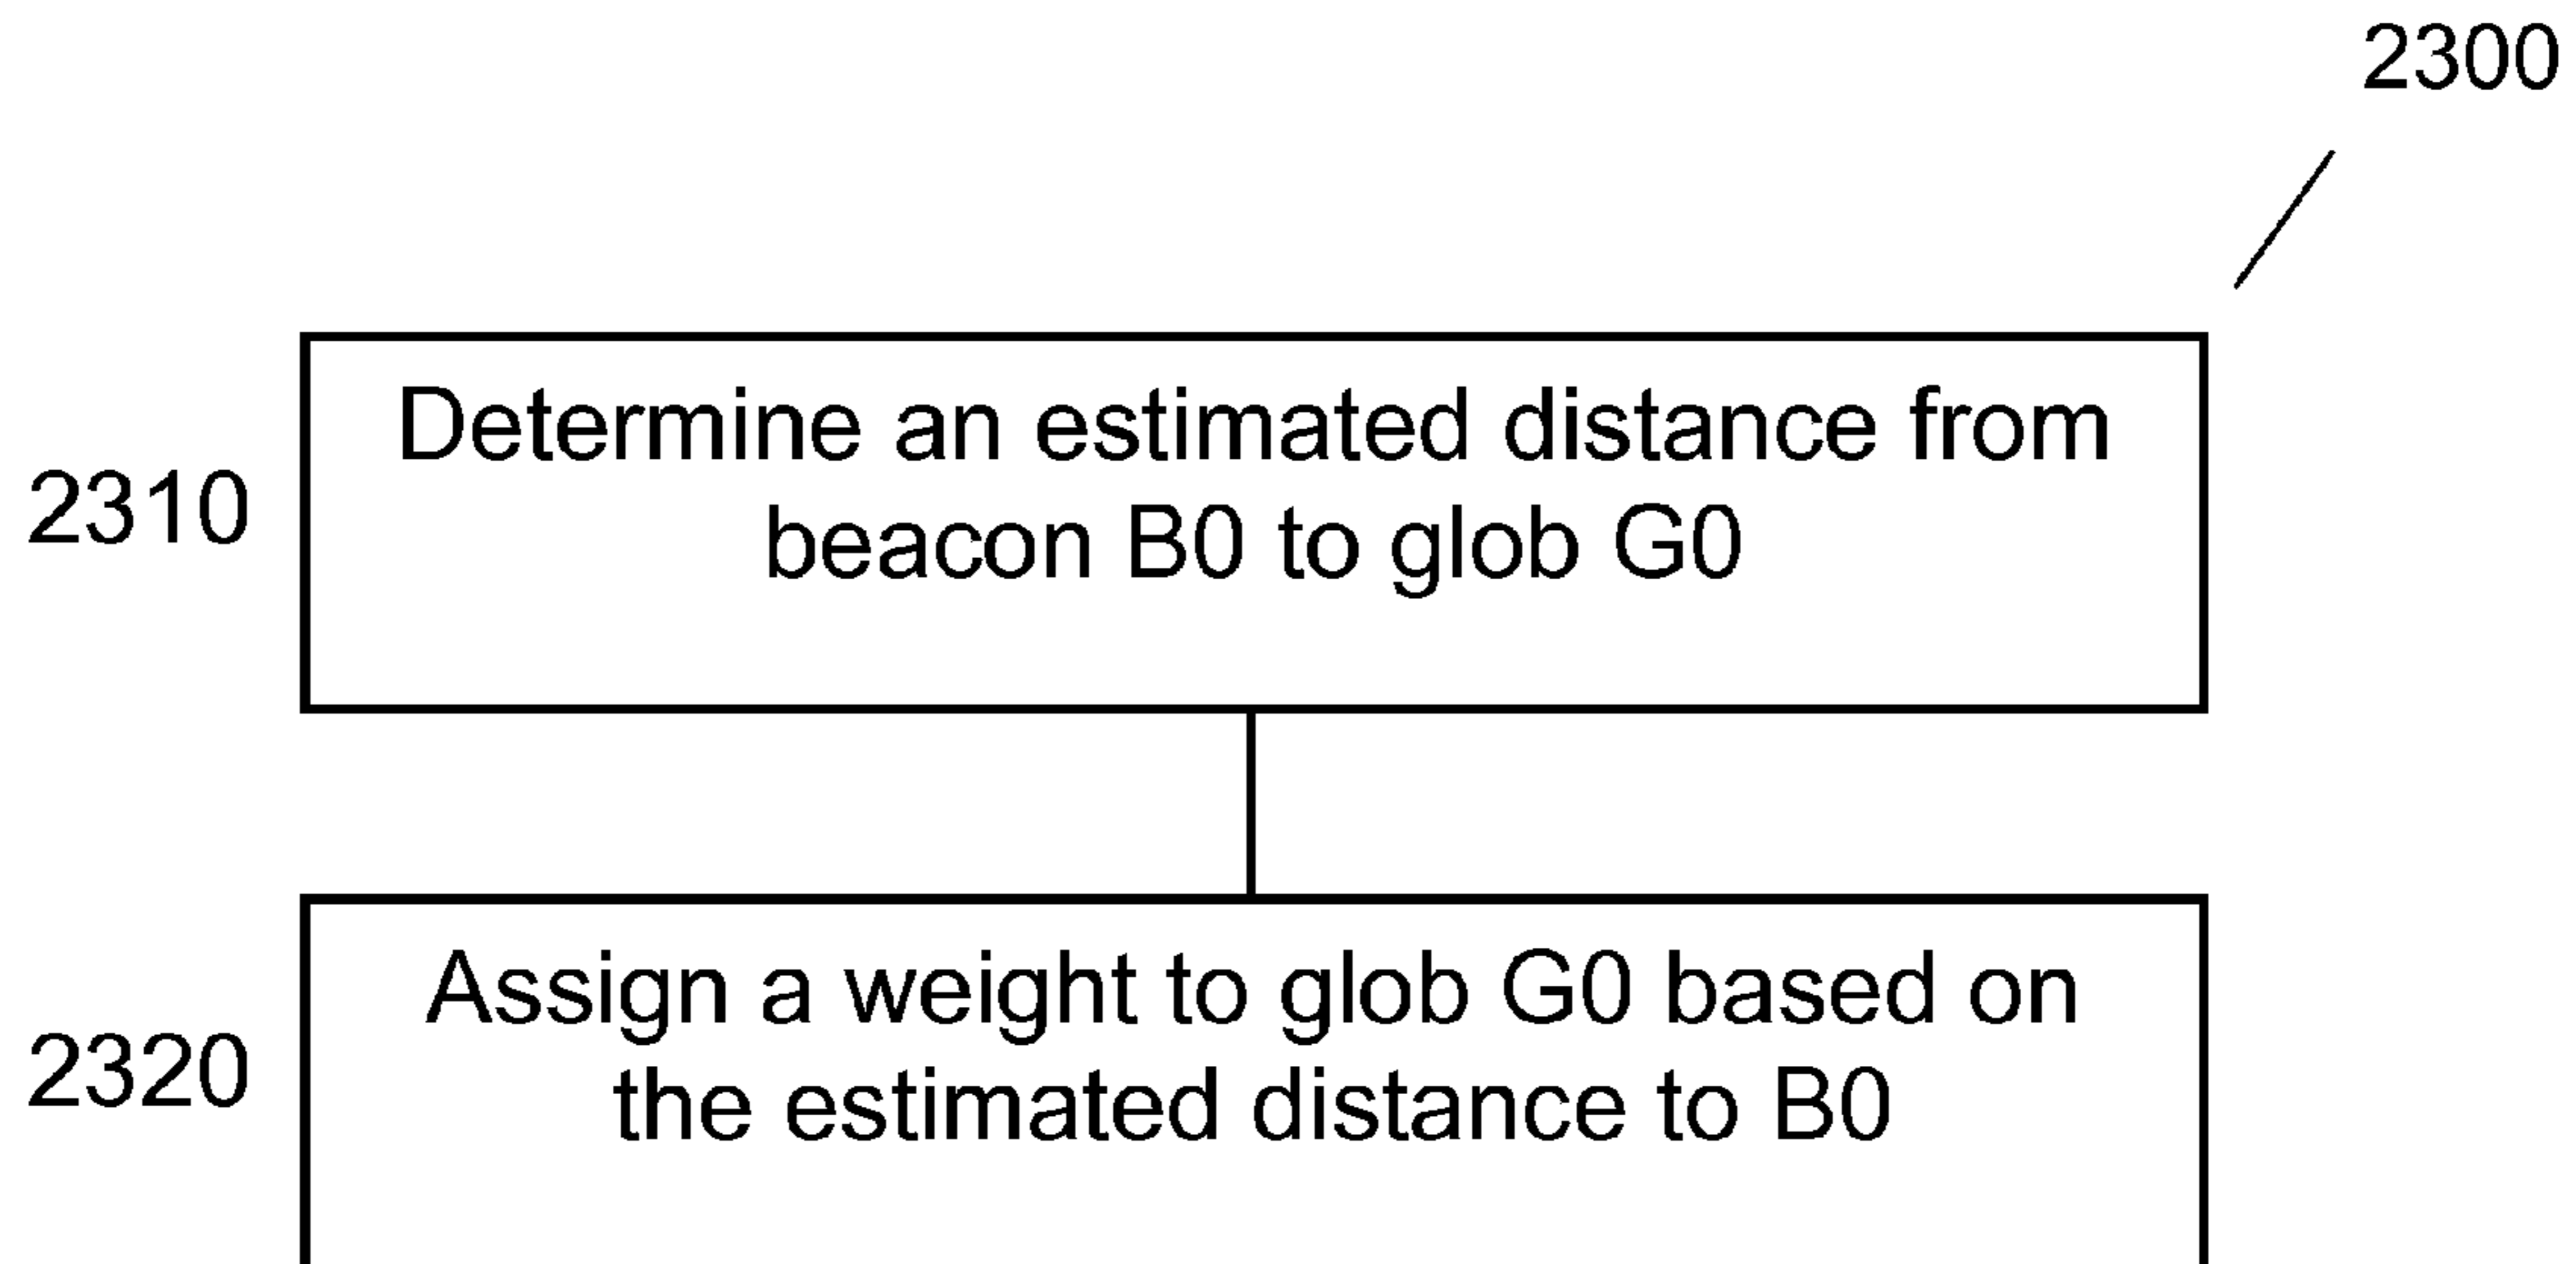 2300
Determine an estimated distance from
2310
beacon B0 to glob G0
Assign a weight to glob G0 based on
2320
the estimated distance to B0